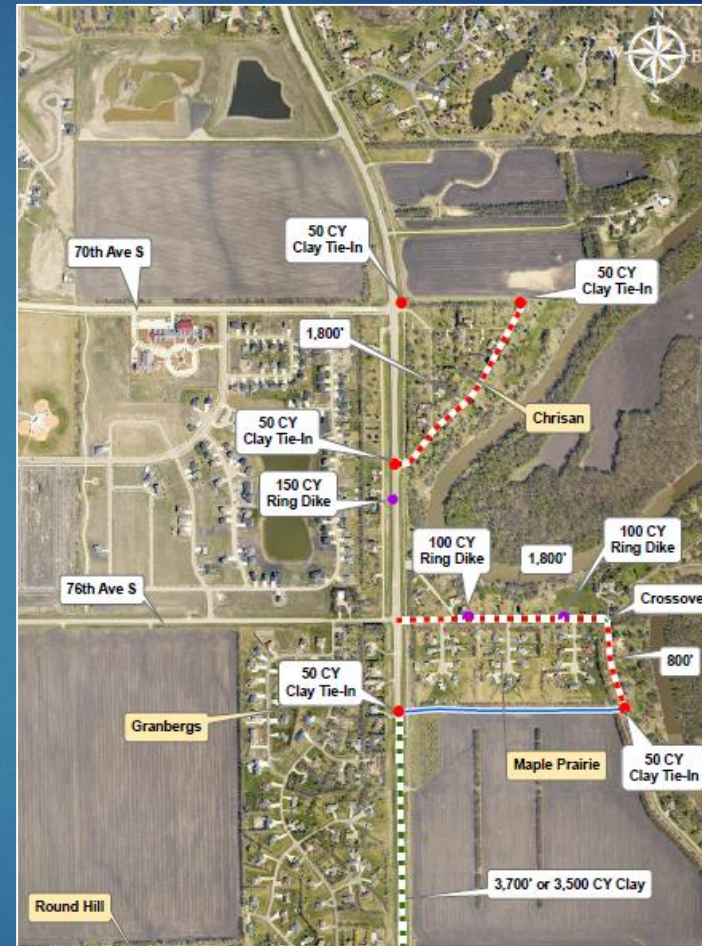 N
W
E
S
50 CY
Clay Tie-In
70th Ave S
50 CY
Clay Tie-In
1,800'
Chrisan
50 CY
Clay Tie-In
150 CY
Ring Dike
100 CY
Ring Dike
1,800'
100 CY
Ring Dike
76th Ave S
Crossove
800'
50 CY
Clay Tie-In
Granbergs
Maple Prairie
50 CY
Clay Tie-In
3,700' or 3,500 CY Clay
Round Hill